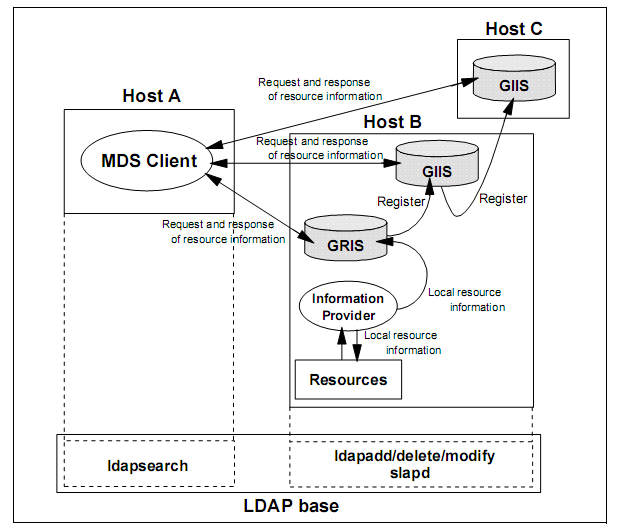 Host C
GIIS
Request and response
of resource information
Host A
MDS Client
Host B
Request and response
of resource information
GIIS
Register
Register
Request and response
of resource information
GRIS
Information
Provider
Local resource
information
Local resource
information
Resources
ldapsearch
ldapadd/delete/modify
slapd
LDAP base